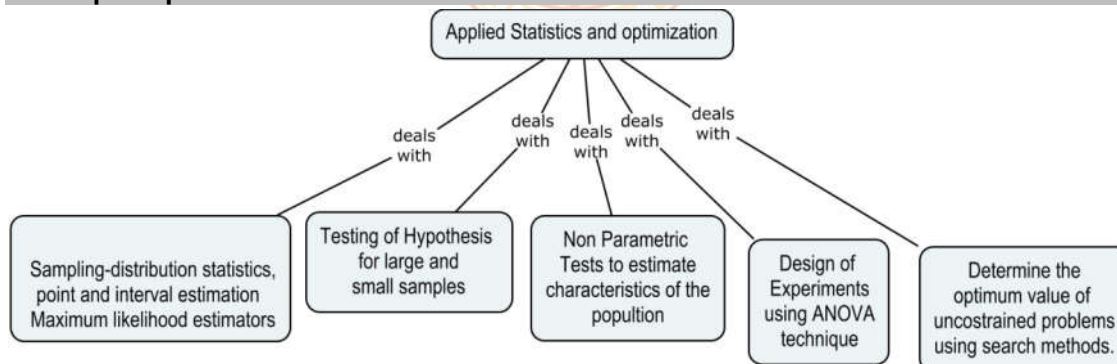 Applied Statistics and optimization
deals
with
deals
with
deals
with
deals
with
deals
with
Sampling-distribution statistics,
point and interval estimation
Maximum likelihood estimators
Testing of Hypothesis
for large and
small samples
Non Parametric
Tests to estimate
characteristics of the
popultion
Design of
Experiments
using ANOVA
technique
Determine the
optimum value of
uncostrained problems
using search methods.